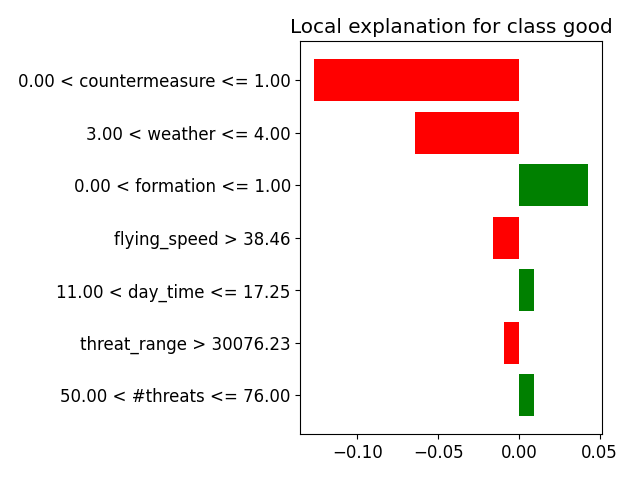 Local explanation for class good
0.00 < countermeasure <= 1.00
3.00 < weather <= 4.00
0.00 < formation <= 1.00
flying_speed > 38.46
11.00 < day_time <= 17.25
threat_range > 30076.23
50.00 < #threats <= 76.00
−0.10 −0.05 0.00 0.05